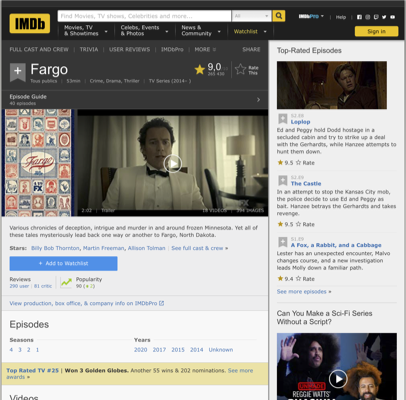 IMDb
Find Movies, TV shows, Celebrities and more...
All
IMDbPro
Help
Movies, TV
& Showtimes
Celebs, Events
& Photos
News &
Community
Watchlist
Sign in
FULL CAST AND CREW | TRIVIA | USER REVIEWS | IMDbPro | MORE
SHARE
Fargo
9,0
Rate
This
Tous publics | 53min | Crime, Drama, Thriller | TV Series (2014– )
Episode Guide
40 episodes
Fargo
2:03 | Trailer
Various chronicles of deception, intrigue and murder in and around frozen Minnesota. Yet all of
these tales mysteriously lead back one way or another to Fargo, North Dakota.
Stars: Billy Bob Thornton, Martin Freeman, Allison Tolman | See full cast & crew »
+ Add to Watchlist
Reviews
290 user | 91 critic
Popularity
View production, box office, & company info on IMDbPro
Episodes
Seasons
4 3 2 1
Years
2020 2017 2015 2014 Unknown
Top Rated TV #25 | Won 3 Golden Globes. Another 55 wins & 202 nominations. See more
awards »
Videos
Top-Rated Episodes
S2.E8
Loplop
Ed and Peggy hold Dodd hostage in a
secluded cabin and try to strike up a deal
with the Gerhardts, while Hanzee attempts to
hunt them down.
9.5 Rate
S2.E9
The Castle
In an attempt to stop the Kansas City mob,
the police decide to use Ed and Peggy as
bait. Hanzee betrays the Gerhardts and takes
revenge.
9.5 Rate
S1.E9
A Fox, a Rabbit, and a Cabbage
Lester has an unexpected encounter, Malvo
changes course, and a new investigation
leads Molly down a familiar path.
9.4 Rate
See more episodes »
Can You Make a Sci-Fi Series
Without a Script?
REGGIE
WATTS